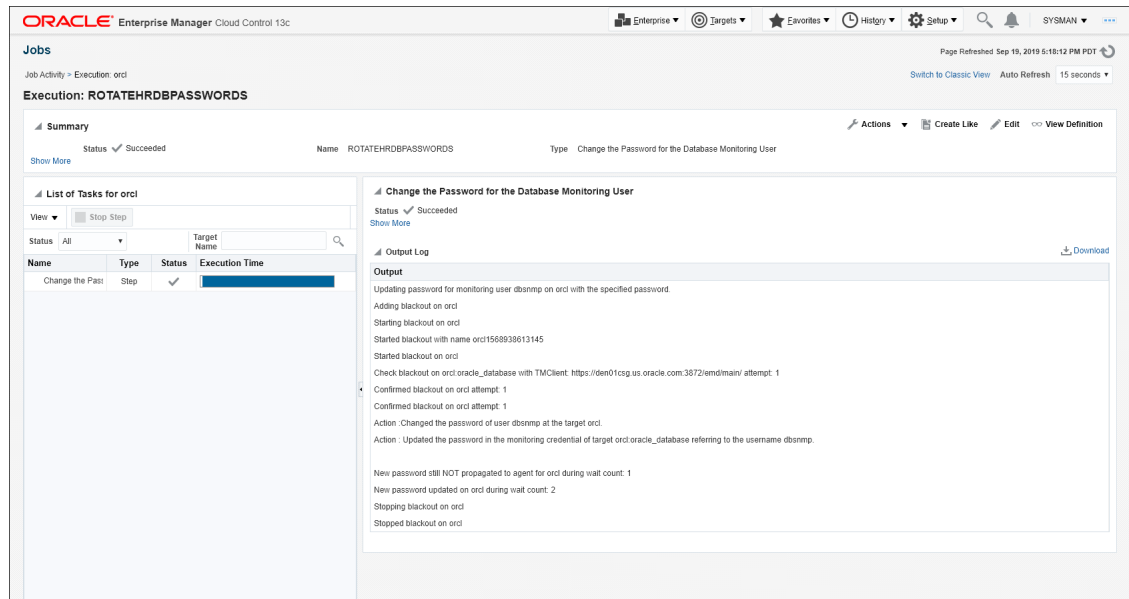 ORACLE Enterprise Manager Cloud Control 13c Enterprise Targets Favorites History Setup SYSMAN
Jobs
Page Refreshed Sep 19, 2019 5:18:12 PM PDT
Job Activity > Execution: orcl
Switch to Classic View Auto Refresh 15 seconds
Execution: ROTATEHRDBPASSWORDS
Summary
Actions Create Like Edit View Definition
Status Succeeded Name ROTATEHRDBPASSWORDS Type Change the Password for the Database Monitoring User
Show More
List of Tasks for orcl
View Stop Step
Status All Target Name
Name Type Status Execution Time
Change the Pass Step
Change the Password for the Database Monitoring User
Status Succeeded
Show More
Output Log Download
Output
Updating password for monitoring user dbsnmp on orcl with the specified password.
Adding blackout on orcl
Starting blackout on orcl
Started blackout with name orcl1568938613145
Started blackout on orcl
Check blackout on orcl:oracle_database with TMClient: https://den01csg.us.oracle.com:3872/emd/main/ attempt: 1
Confirmed blackout on orcl attempt: 1
Confirmed blackout on orcl attempt: 1
Action :Changed the password of user dbsnmp at the target orcl.
Action : Updated the password in the monitoring credential of target orcl:oracle_database referring to the username dbsnmp.
New password still NOT propagated to agent for orcl during wait count: 1
New password updated on orcl during wait count: 2
Stopping blackout on orcl
Stopped blackout on orcl